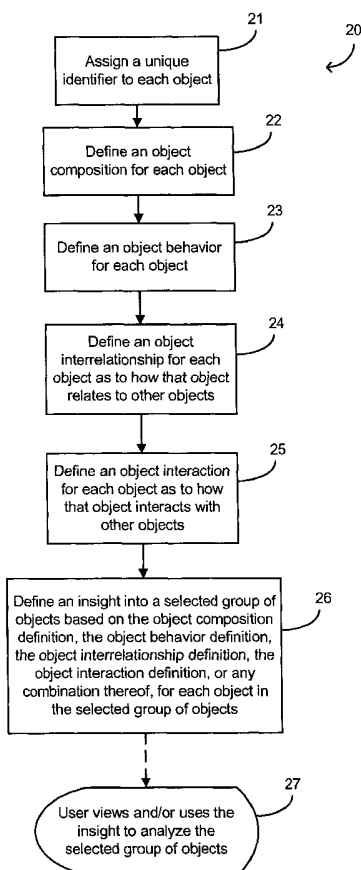 21
20
Assign a unique
identifier to each object
22
Define an object
composition for each object
23
Define an object behavior
for each object
24
Define an object
interrelationship for each
object as to how that object
relates to other objects
25
Define an object interaction
for each object as to how
that object interacts with
other objects
26
Define an insight into a selected group of
objects based on the object composition
definition, the object behavior definition,
the object interrelationship definition, the
object interaction definition, or any
combination thereof, for each object in
the selected group of objects
27
User views and/or uses the
insight to analyze the
selected group of objects